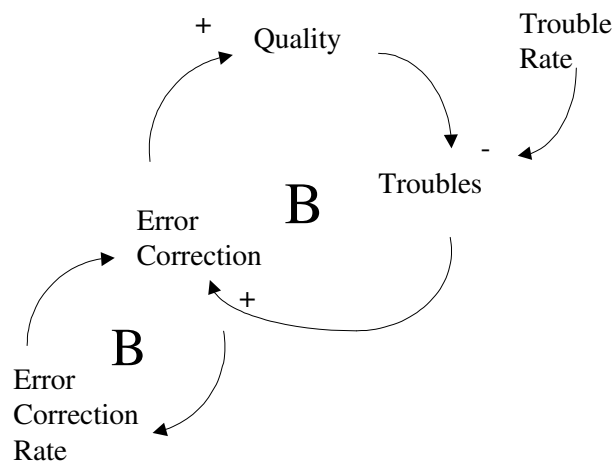 +
Quality
Trouble
Rate
-
Troubles
B
Error
Correction
+
B
Error
Correction
Rate